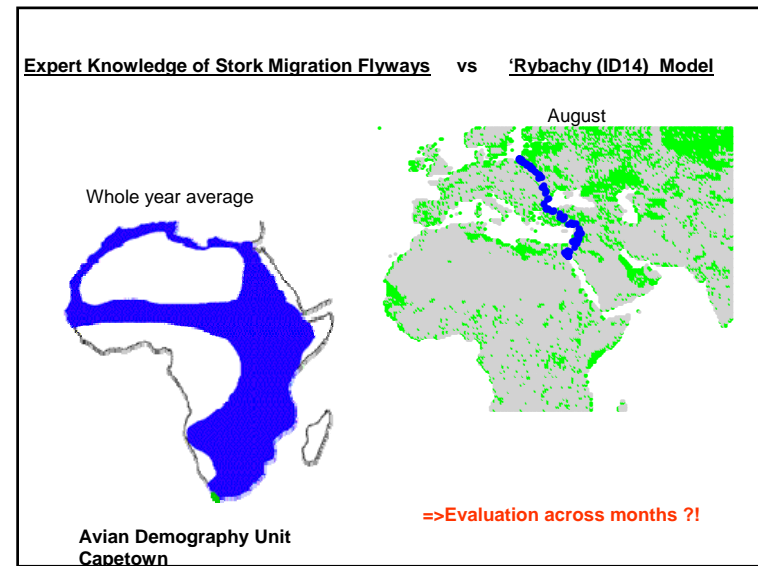 Expert Knowledge of Stork Migration Flyways vs ‘Rybachy (ID14) Model
August
Whole year average
=>Evaluation across months ?!
Avian Demography Unit
Capetown